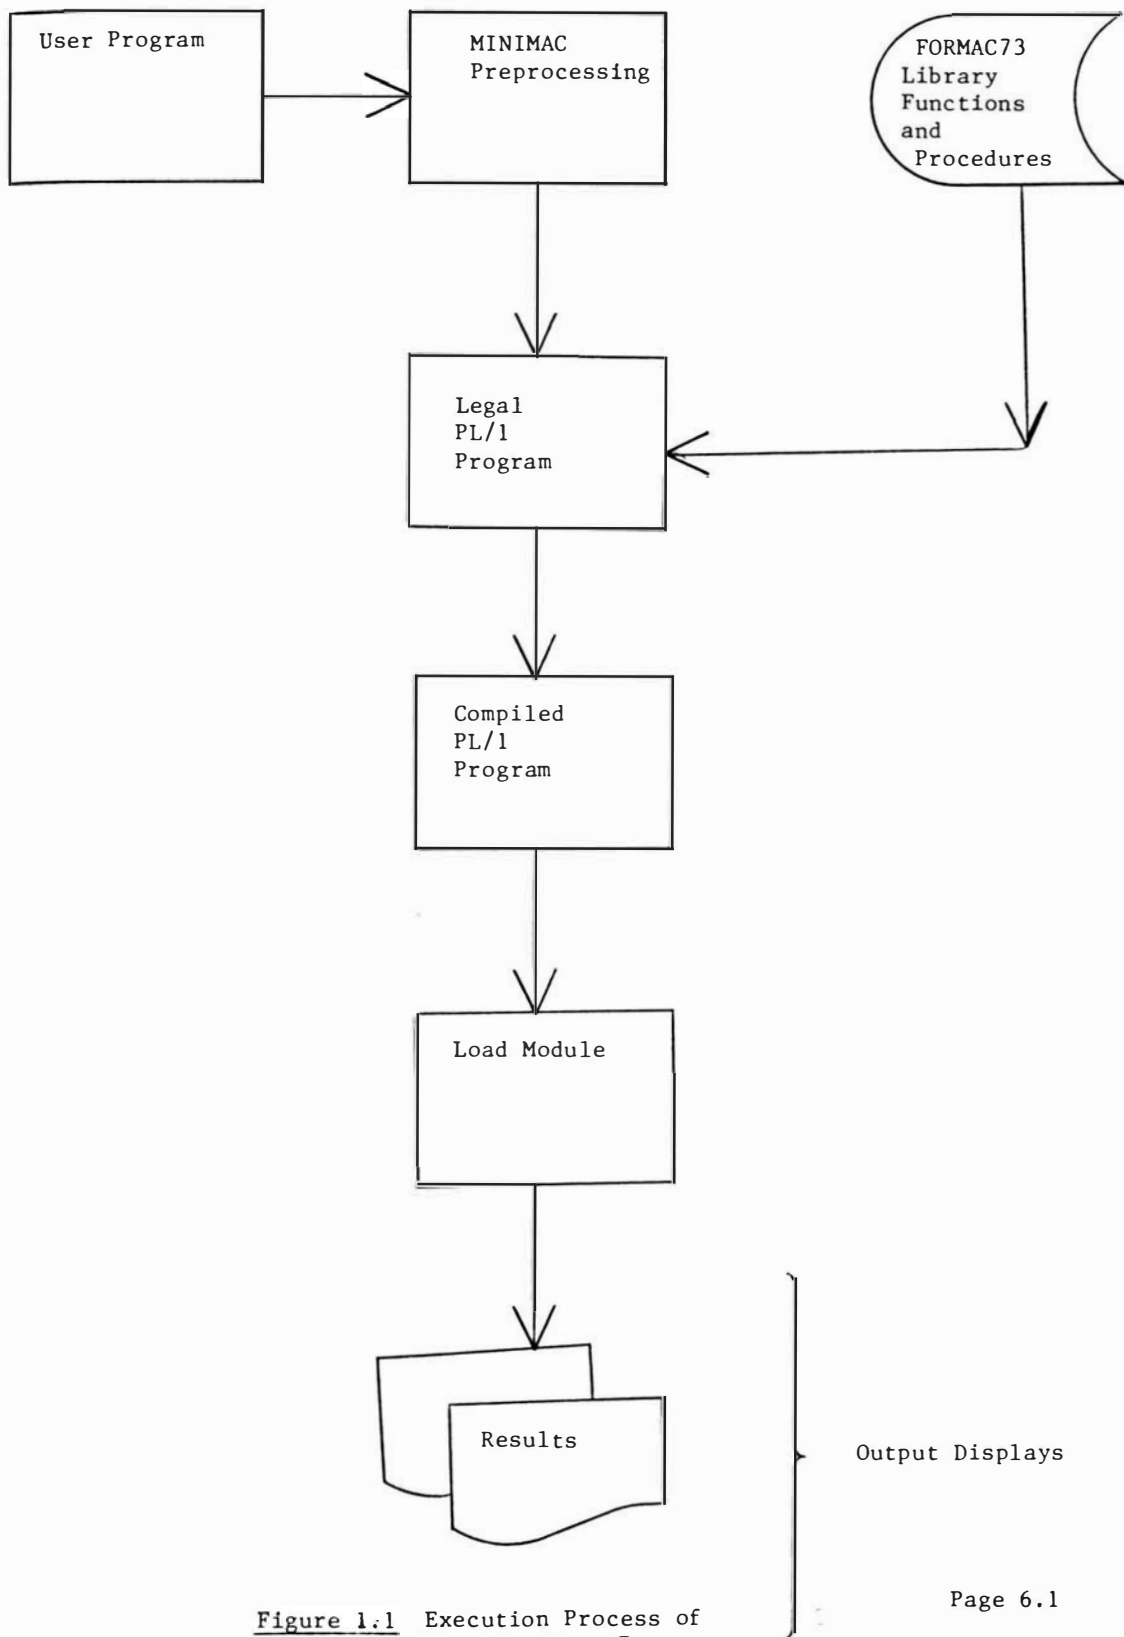 User Program
MINIMAC
Preprocessing
FORMAC73
Library
Functions
and
Procedures
Legal
PL/1
Program
Compiled
PL/1
Program
Load Module
Results
Output Displays
Page 6.1
Figure 1.1 Execution Process of